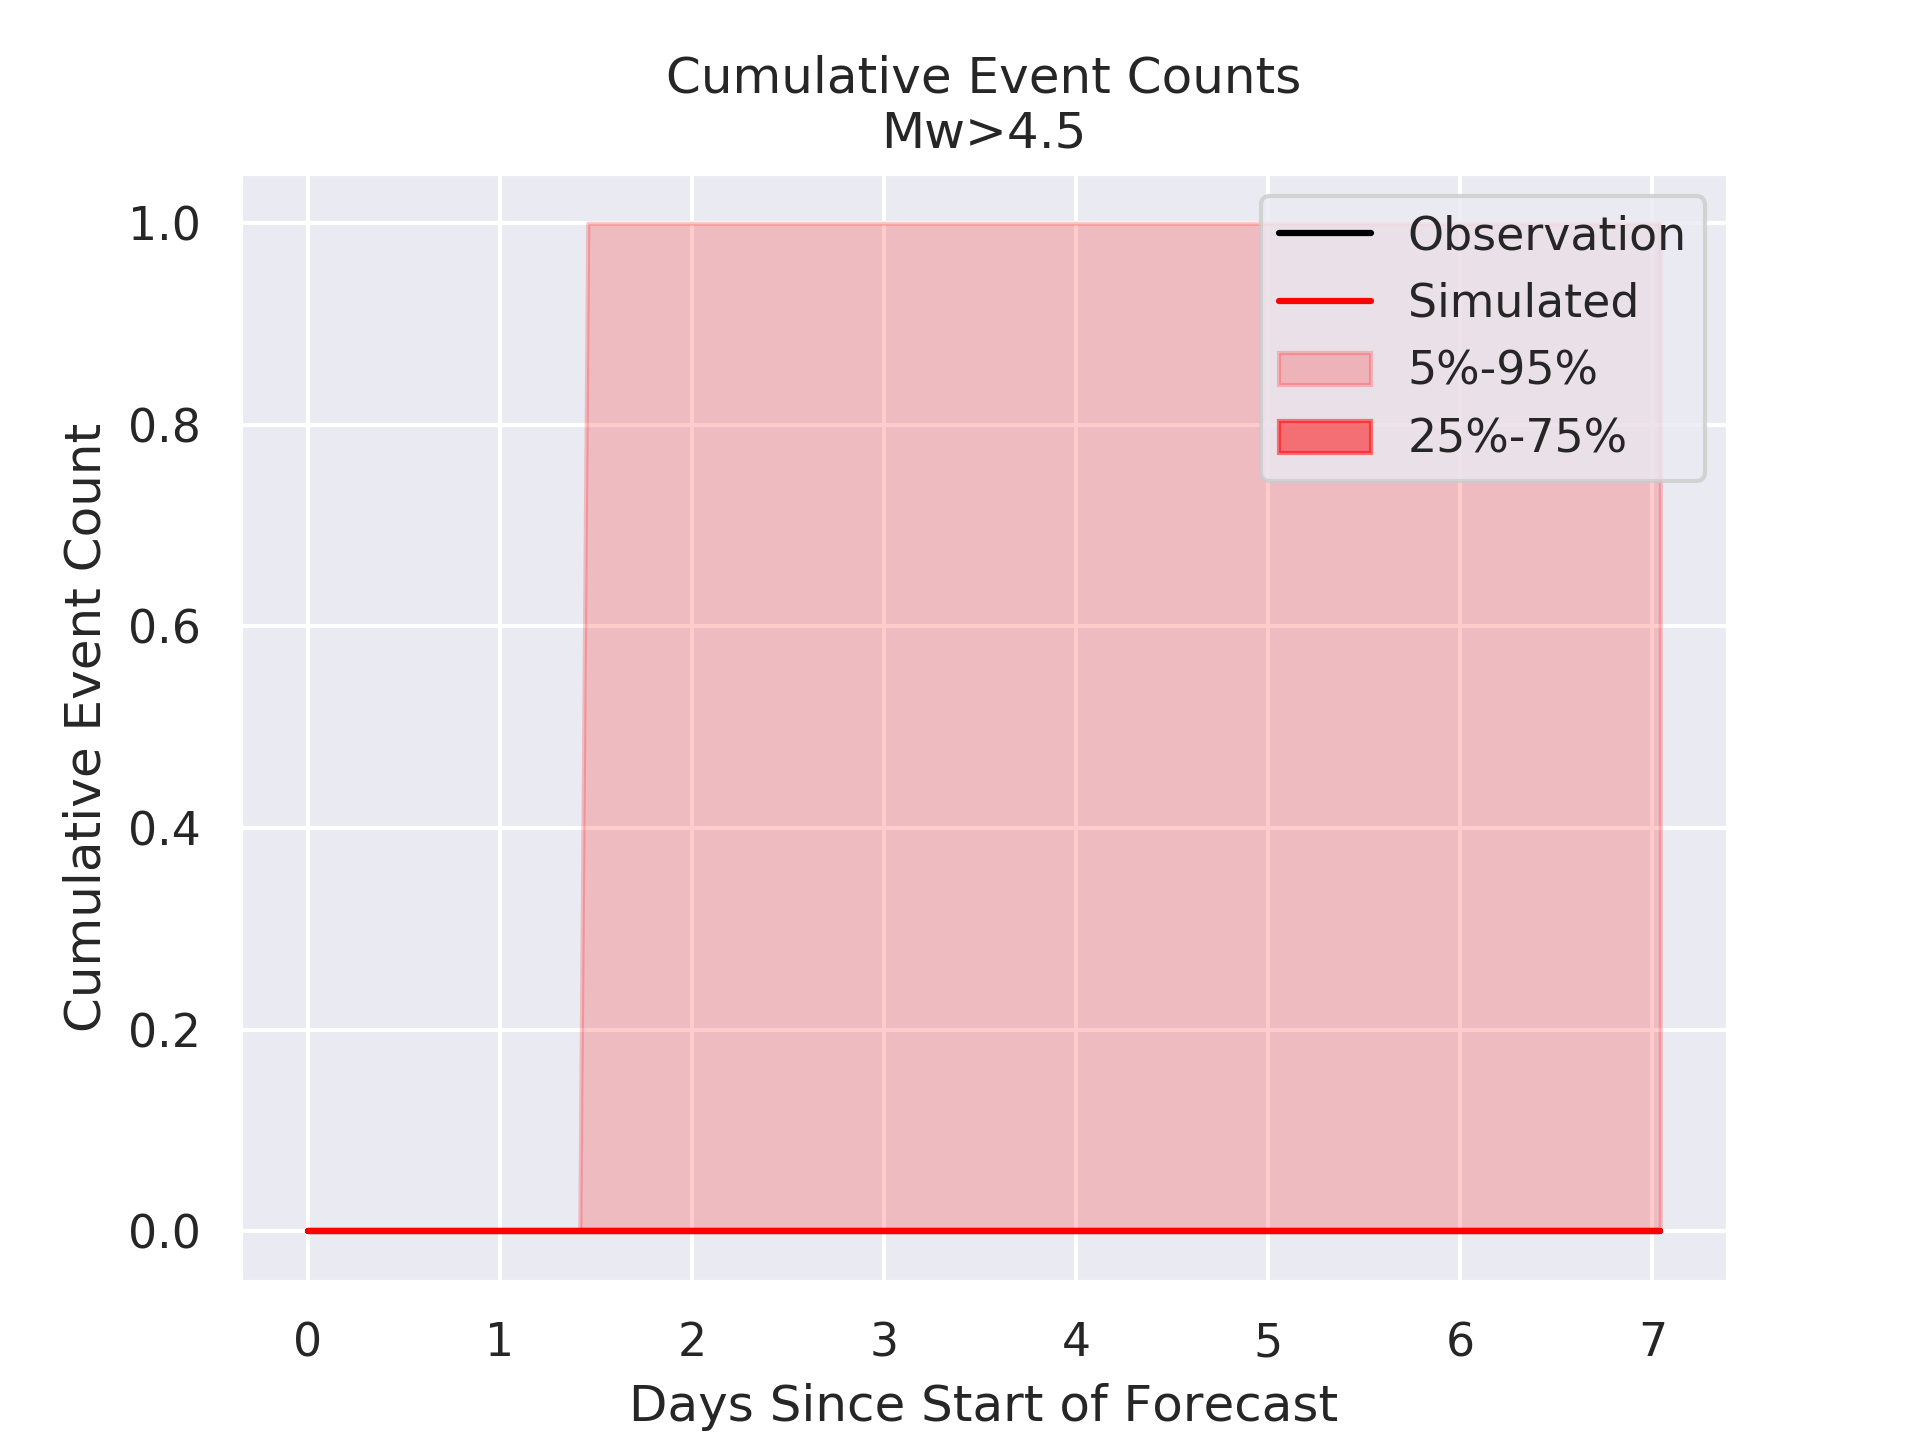 Cumulative Event Counts
Mw>4.5
Observation
Simulated
5%-95%
25%-75%
Cumulative Event Count
1.0
0.8
0.6
0.4
0.2
0.0
0 1 2 3 4 5 6 7
Days Since Start of Forecast